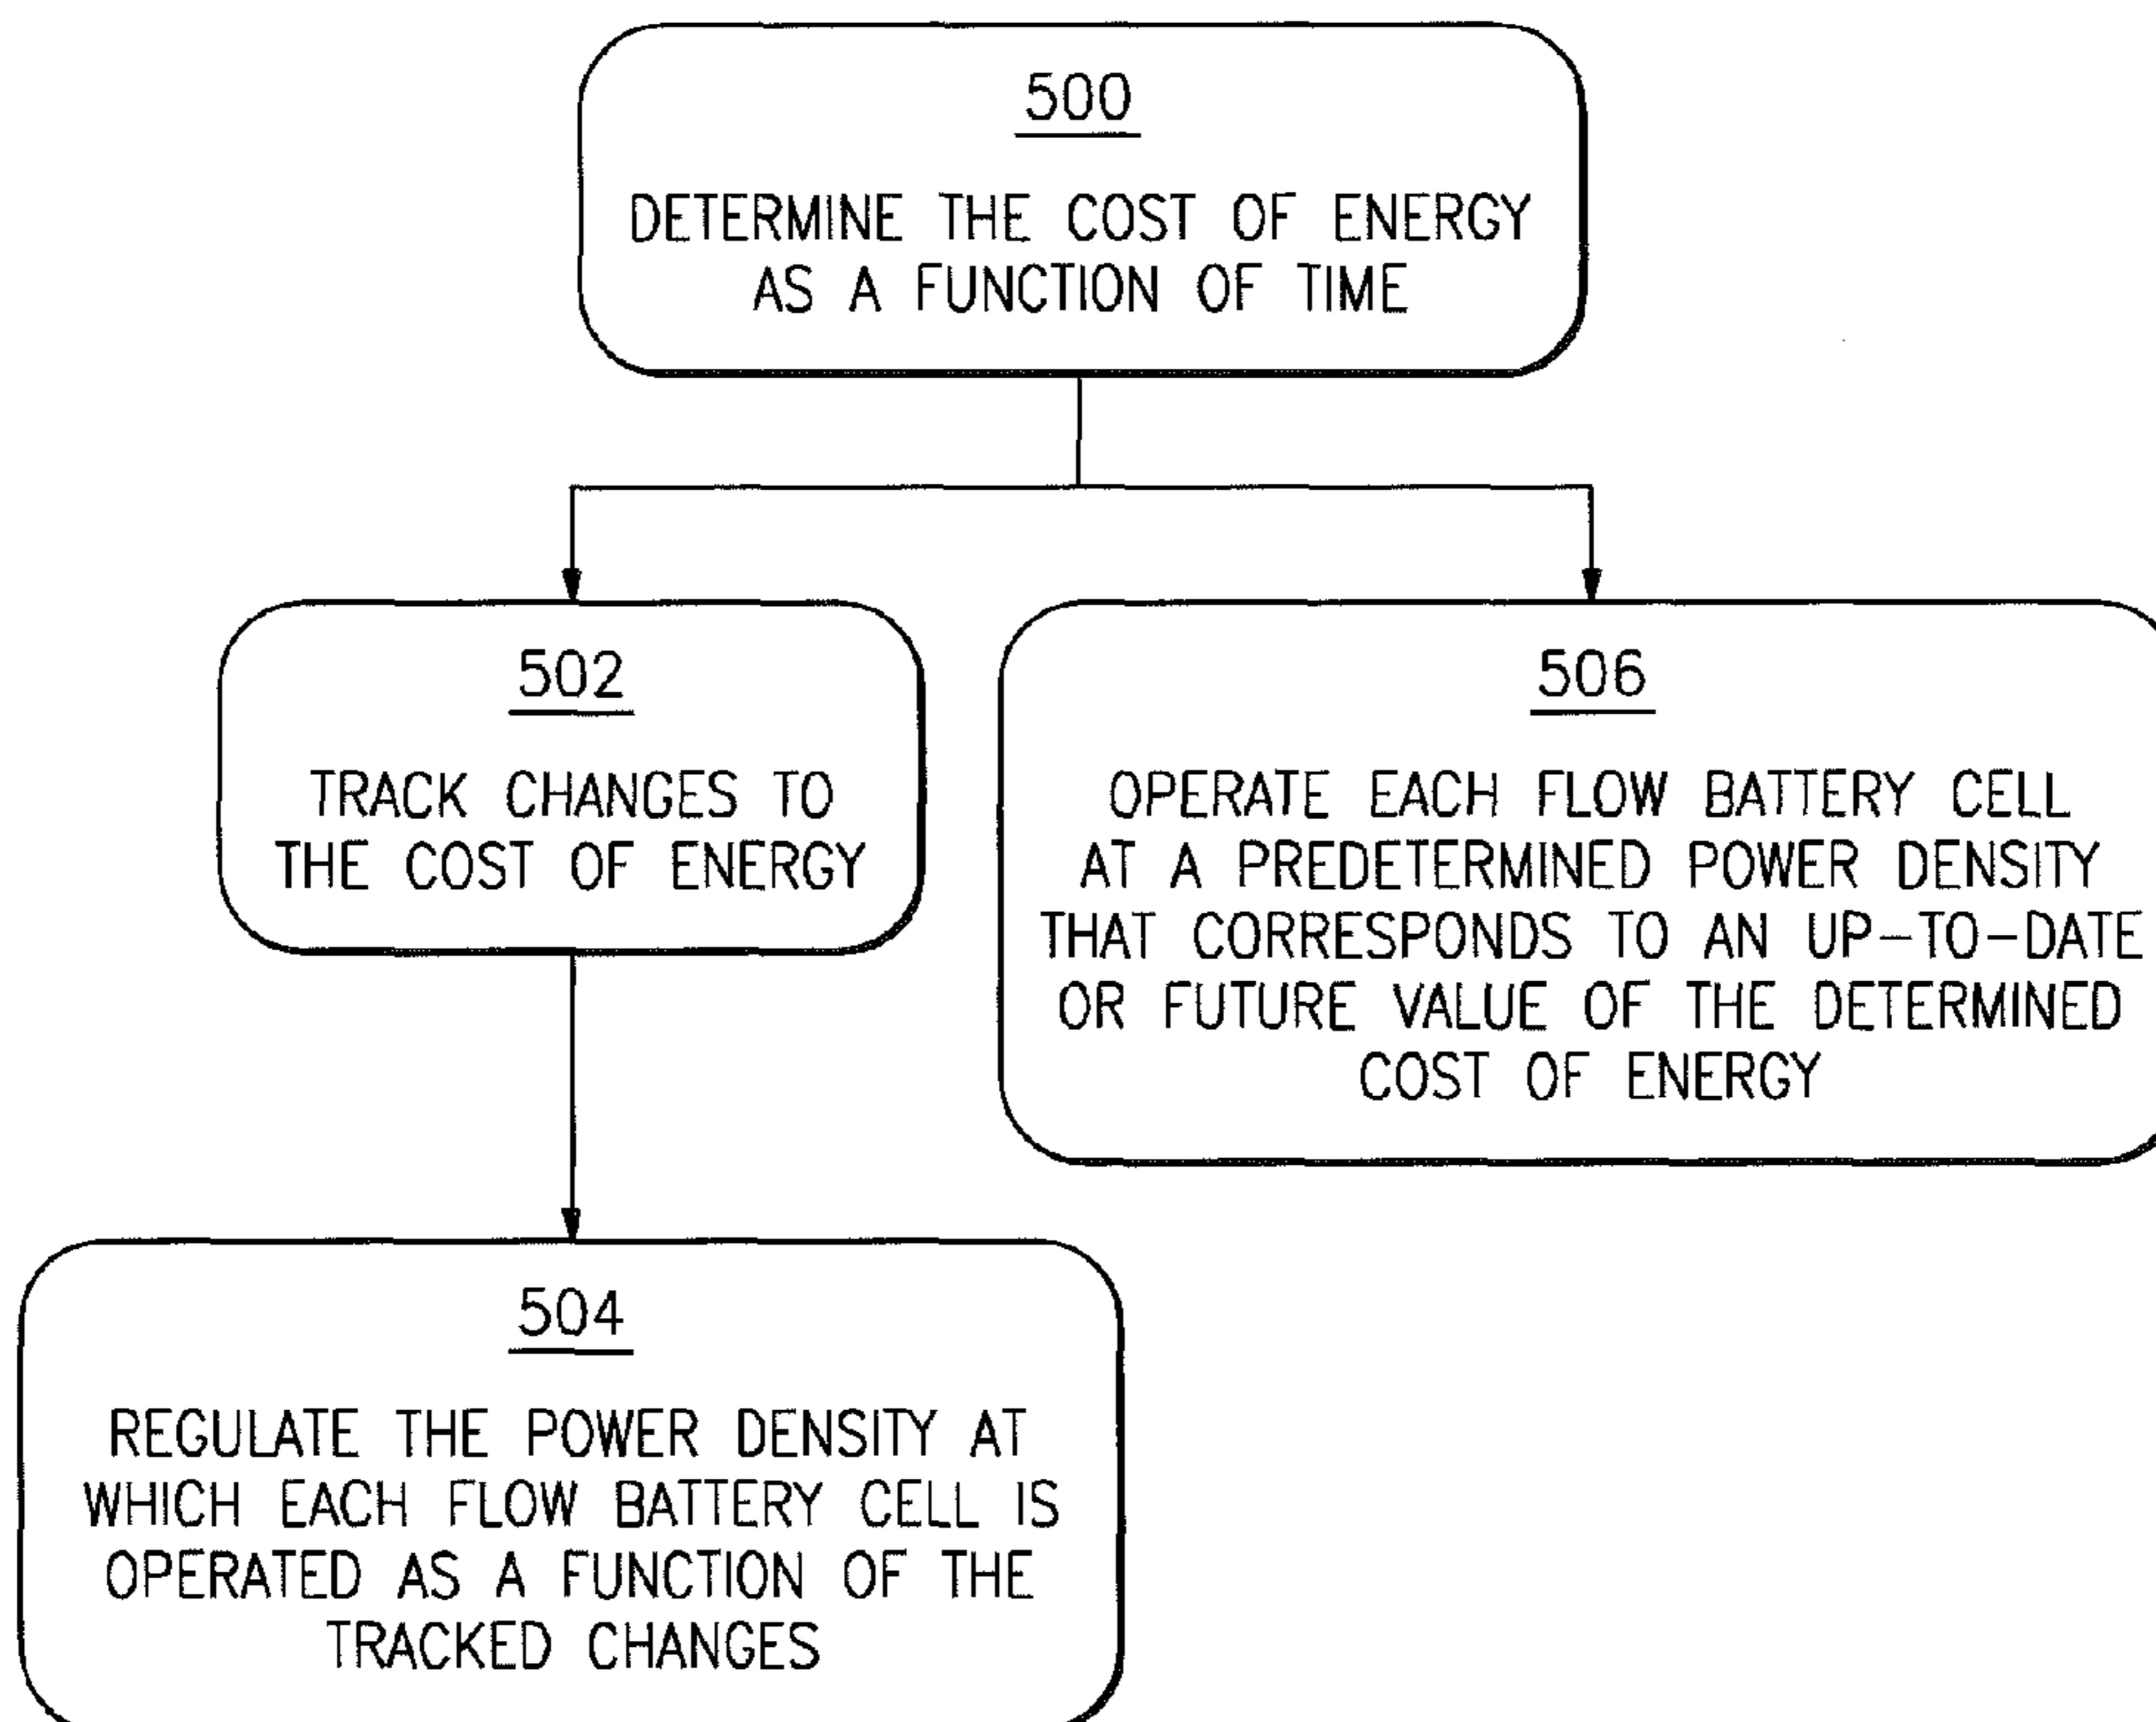 500
DETERMINE THE COST OF ENERGY
AS A FUNCTION OF TIME
502
TRACK CHANGES TO
THE COST OF ENERGY
506
OPERATE EACH FLOW BATTERY CELL
AT A PREDETERMINED POWER DENSITY
THAT CORRESPONDS TO AN UP-TO-DATE
OR FUTURE VALUE OF THE DETERMINED
COST OF ENERGY
504
REGULATE THE POWER DENSITY AT
WHICH EACH FLOW BATTERY CELL IS
OPERATED AS A FUNCTION OF THE
TRACKED CHANGES